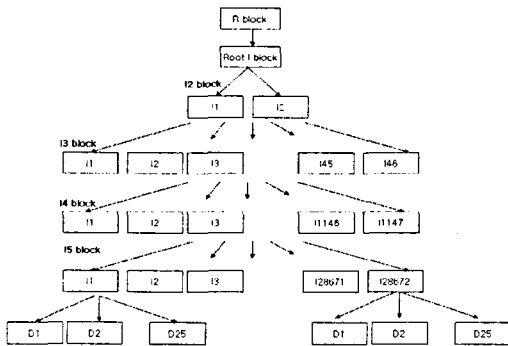 R block
Root I block
I2 block
I1 I2
I3 block
I1 I2 I3 I45 I46
I4 block
I1 I2 I3 I1146 I1147
I5 block
I1 I2 I3 I28671 I28672
D1 D2 D25 D1 D2 D25